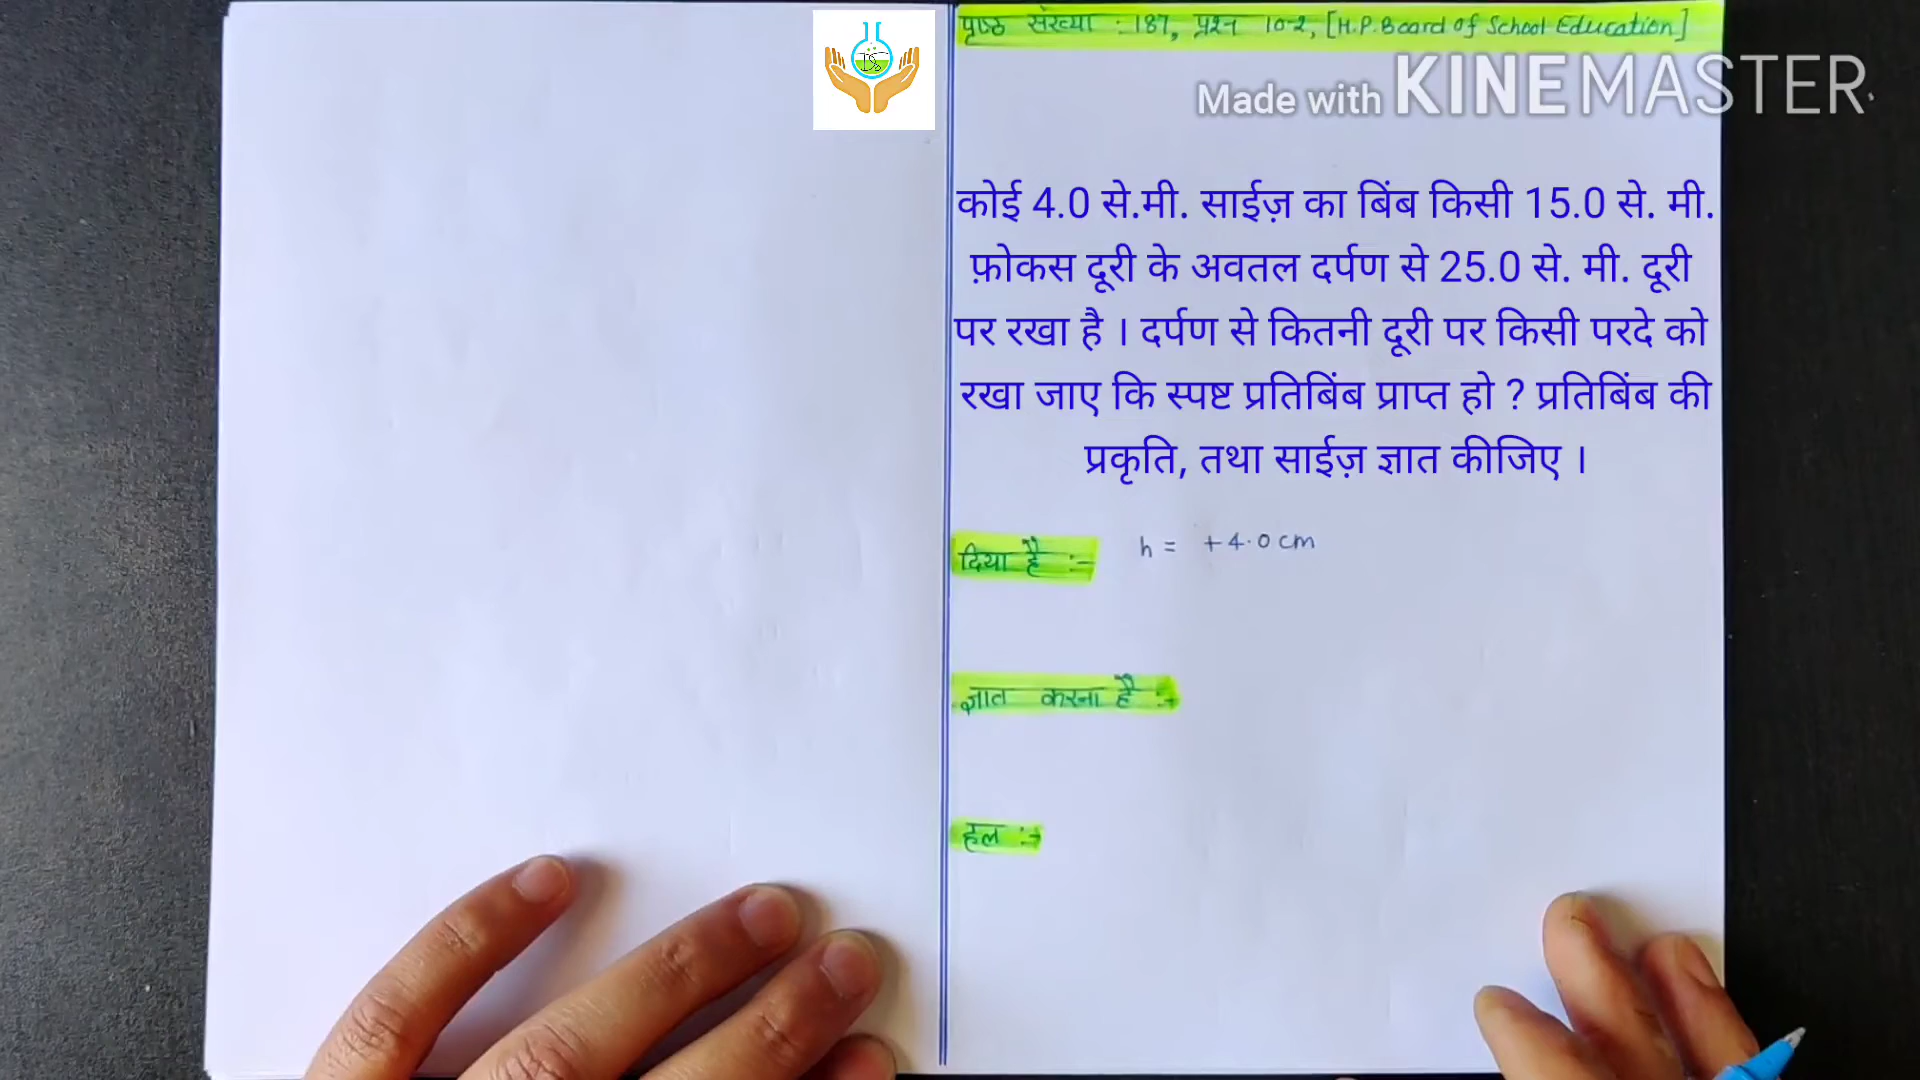 पृष्ठ संख्या :- 187, प्रश्न 10.2, [H.P. Board of School Education]
Made with KINEMASTER
कोई 4.0 से.मी. साईज़ का बिंब किसी 15.0 से. मी.
फ़ोकस दूरी के अवतल दर्पण से 25.0 से. मी. दूरी
पर रखा है । दर्पण से कितनी दूरी पर किसी परदे को
रखा जाए कि स्पष्ट प्रतिबिंब प्राप्त हो ? प्रतिबिंब की
प्रकृति, तथा साईज़ ज्ञात कीजिए ।
दिया है :- h = +4.0 cm
ज्ञात करना है :-
हल :-